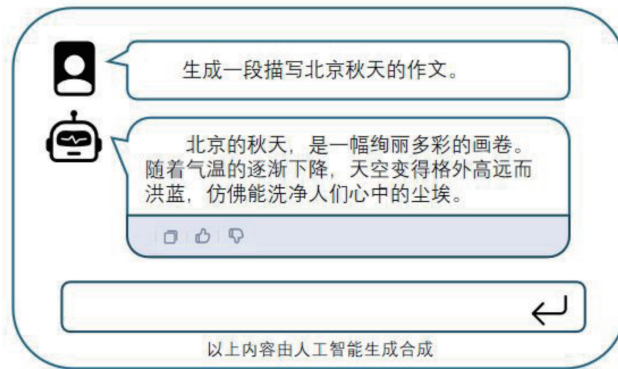 生成一段描写北京秋天的作文。
北京的秋天，是一幅绚丽多彩的画卷。
随着气温的逐渐下降，天空变得格外高远而
洪蓝，仿佛能洗净人们心中的尘埃。
以上内容由人工智能生成合成